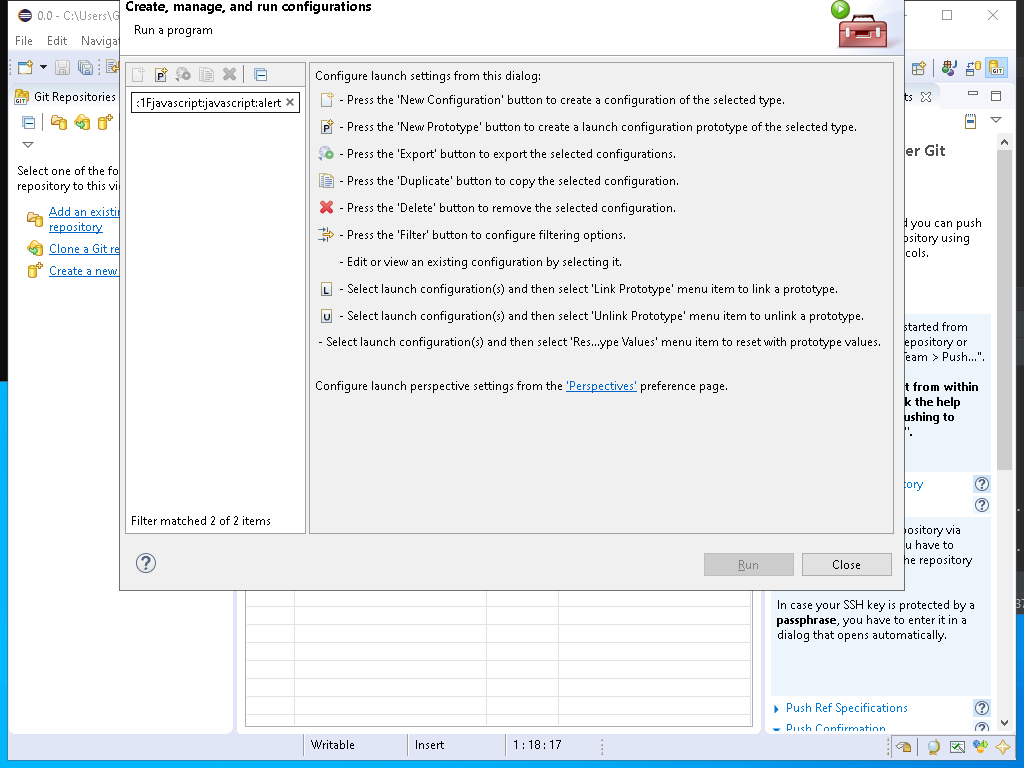 Create, manage, and run configurations
Run a program
0.0 - C:\Users\G
File Edit Navigat
Git Repositories
Select one of the fo
repository to this vi
Add an existin
repository
Clone a Git re
Create a new
:1Fjavascript:javascript:alert
Filter matched 2 of 2 items
Configure launch settings from this dialog:
- Press the 'New Configuration' button to create a configuration of the selected type.
P - Press the 'New Prototype' button to create a launch configuration prototype of the selected type.
- Press the 'Export' button to export the selected configurations.
- Press the 'Duplicate' button to copy the selected configuration.
- Press the 'Delete' button to remove the selected configuration.
- Press the 'Filter' button to configure filtering options.
- Edit or view an existing configuration by selecting it.
L - Select launch configuration(s) and then select 'Link Prototype' menu item to link a prototype.
U - Select launch configuration(s) and then select 'Unlink Prototype' menu item to unlink a prototype.
- Select launch configuration(s) and then select 'Res...ype Values' menu item to reset with prototype values.
Configure launch perspective settings from the 'Perspectives' preference page.
Run
Close
ts
er Git
d you can push
ository using
cols.
started from
epository or
eam > Push...".
t from within
k the help
ushing to
".
ory
pository via
u have to
he repository
In case your SSH key is protected by a
passphrase, you have to enter it in a
dialog that opens automatically.
Push Ref Specifications
Push Confirmation
Writable
Insert
1 : 18 : 17